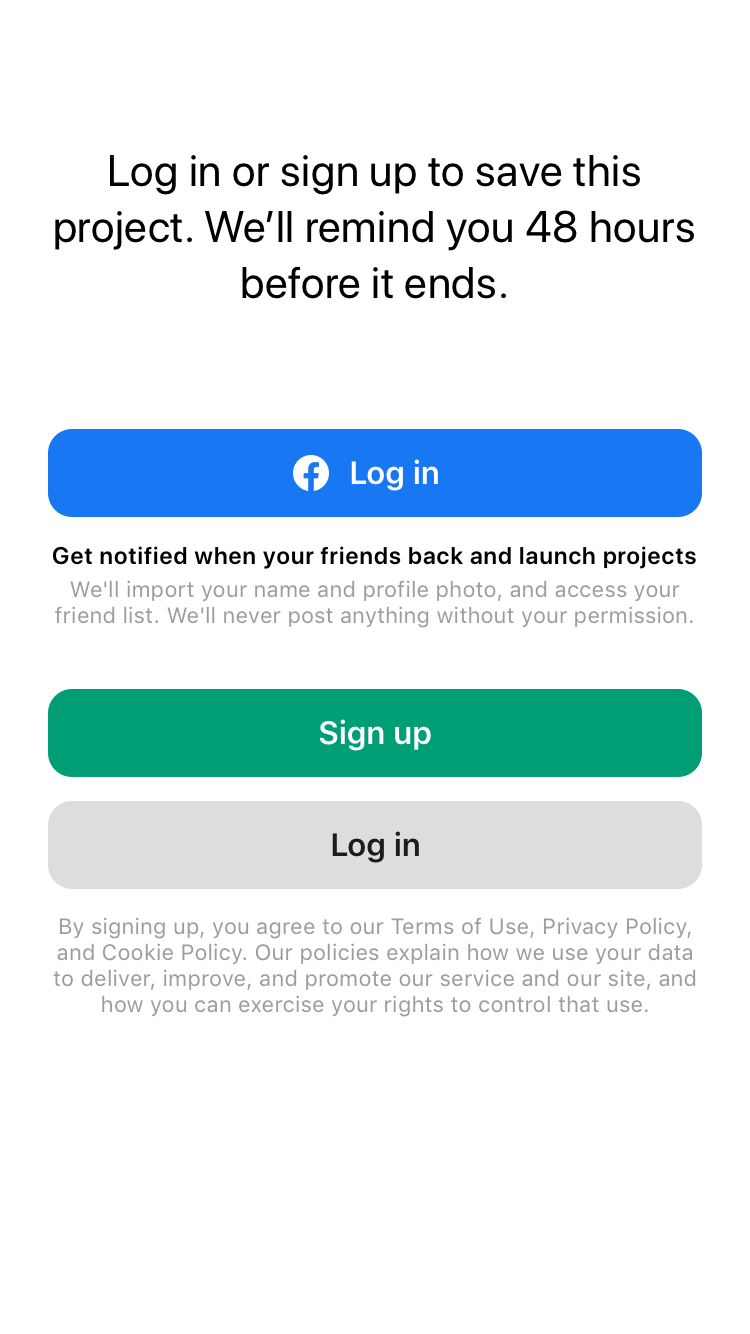 Log in or sign up to save this
project. We’ll remind you 48 hours
before it ends.
Log in
Get notified when your friends back and launch projects
We'll import your name and profile photo, and access your
friend list. We'll never post anything without your permission.
Sign up
Log in
By signing up, you agree to our Terms of Use, Privacy Policy,
and Cookie Policy. Our policies explain how we use your data
to deliver, improve, and promote our service and our site, and
how you can exercise your rights to control that use.